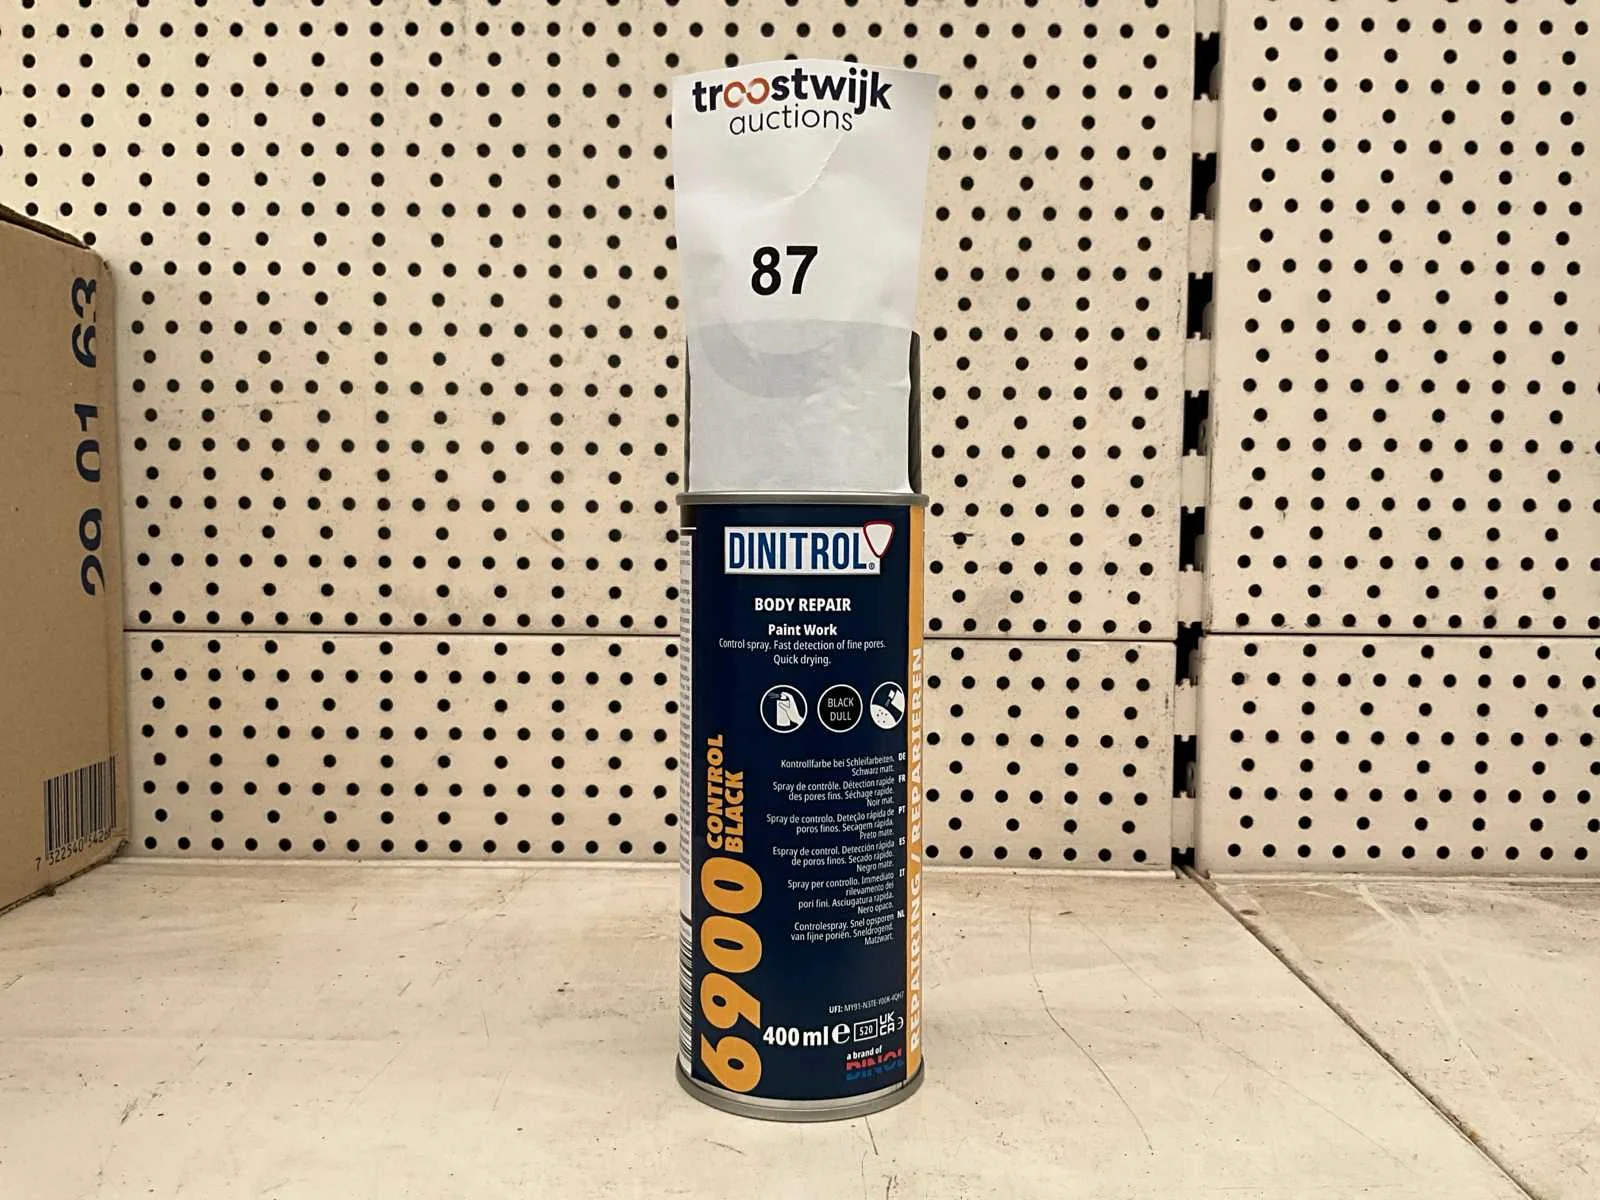 troostwijk
auctions
87
29 01 63
DINITROL®
BODY REPAIR
Paint Work
Control spray. Fast detection of fine pores.
Quick drying.
BLACK
DULL
Kontrollfarbe bei Schleifarbeiten. DE
Schwarz matt.
Spray de contrôle. Détection rapide FR
des pores fins. Séchage rapide.
Noir mat.
Spray de controlo. Deteção rápida de PT
poros finos. Secagem rápida.
Preto mate.
Espray de control. Detección rápida ES
de poros finos. Secado rápido.
Negro mate.
Spray per controllo. Immediato IT
rilevamento dei
pori fini. Asciugatura rapida.
Nero opaco.
Controlespray. Snel opsporen NL
van fijne poriën. Sneldrogend.
Matzwart.
6900 CONTROL
BLACK
REPAIRING / REPARIEREN
UFI:
400 ml e 520 UK
CA
a brand of
DINOL